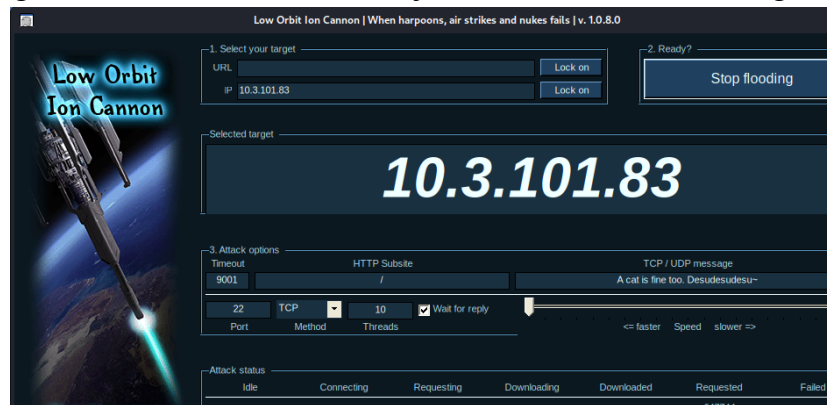 Low Orbit Ion Cannon | When harpoons, air strikes and nukes fails | v. 1.0.8.0
Low Orbit
Ion Cannon
1. Select your target
URL
Lock on
IP
10.3.101.83
Lock on
2. Ready?
Stop flooding
Selected target
10.3.101.83
3. Attack options
Timeout HTTP Subsite TCP / UDP message
9001 / A cat is fine too. Desudesudesu~
22 TCP 10 Wait for reply
Port Method Threads <= faster Speed slower =>
Attack status
Idle Connecting Requesting Downloading Downloaded Requested Failed